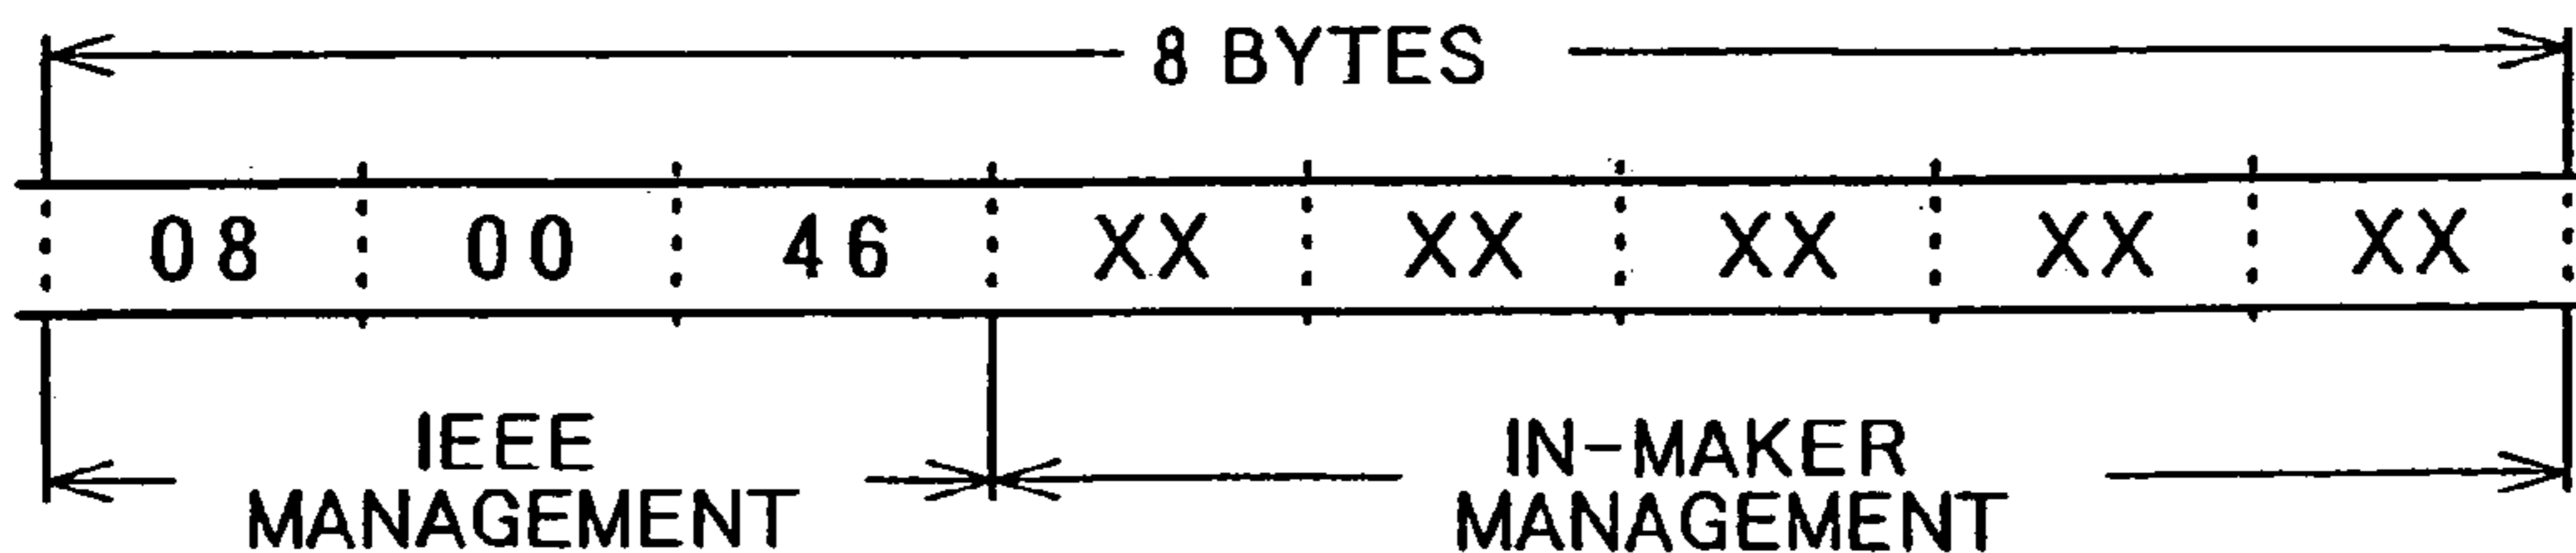 8 BYTES
08 00 46 XX XX XX XX XX
IEEE
MANAGEMENT
IN-MAKER
MANAGEMENT